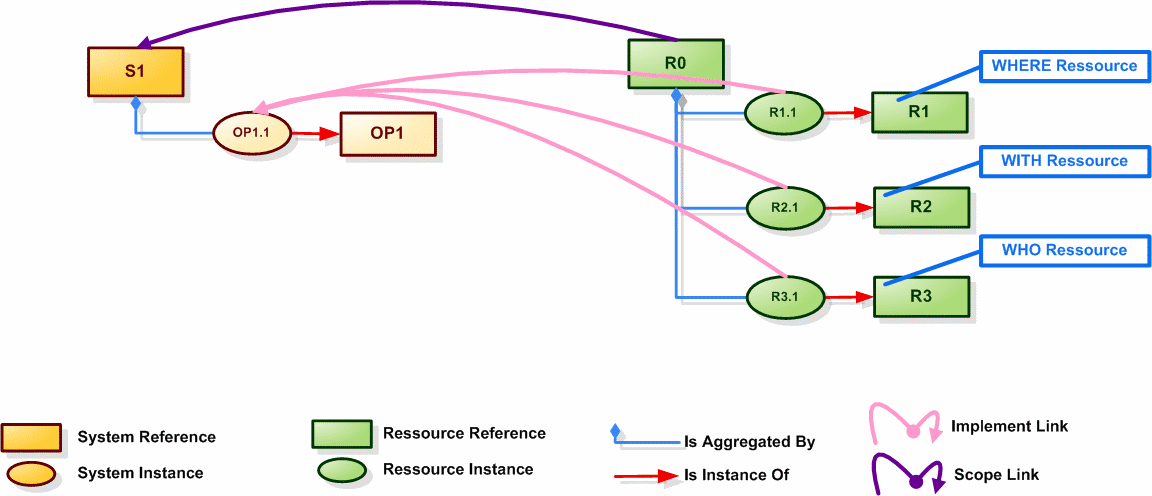 S1
R0
WHERE Ressource
R1.1
R1
OP1.1
OP1
WITH Ressource
R2.1
R2
WHO Ressource
R3.1
R3
System Reference
Ressource Reference
Is Aggregated By
Implement Link
System Instance
Ressource Instance
Is Instance Of
Scope Link